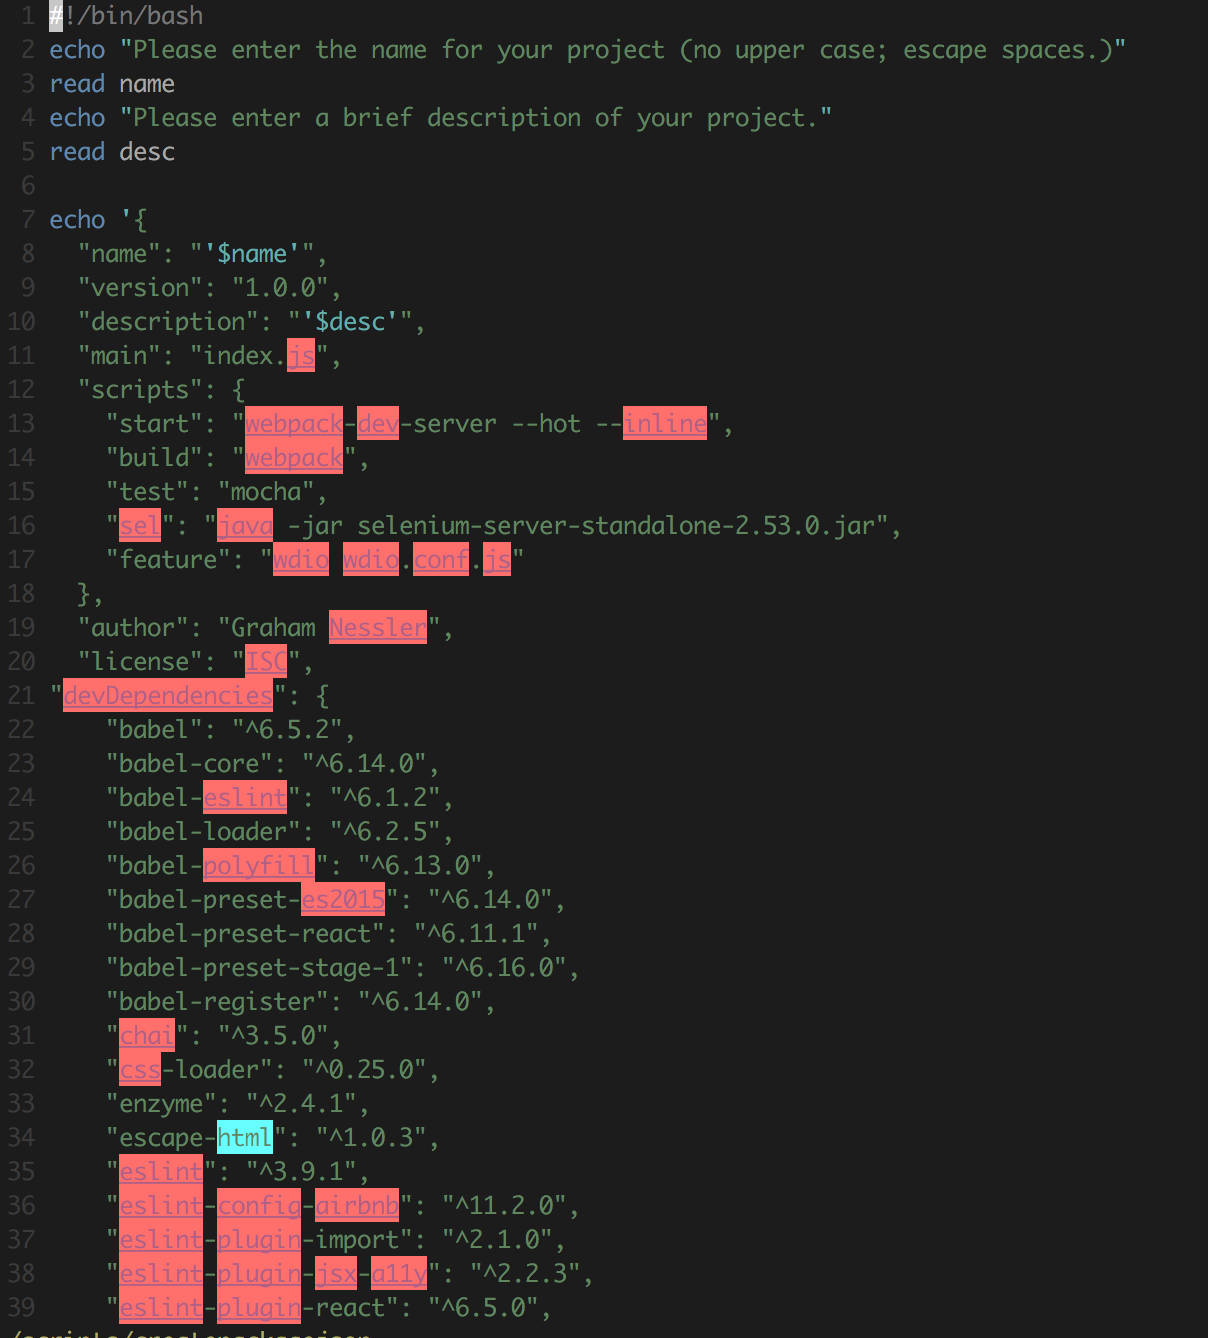 1 #!/bin/bash
2 echo "Please enter the name for your project (no upper case; escape spaces.)"
3 read name
4 echo "Please enter a brief description of your project."
5 read desc
6
7 echo '{
8   "name": "'$name'",
9   "version": "1.0.0",
10   "description": "'$desc'",
11   "main": "index.js",
12   "scripts": {
13     "start": "webpack-dev-server --hot --inline",
14     "build": "webpack",
15     "test": "mocha",
16     "sel": "java -jar selenium-server-standalone-2.53.0.jar",
17     "feature": "wdio wdio.conf.js"
18   },
19   "author": "Graham Nessler",
20   "license": "ISC",
21 "devDependencies": {
22     "babel": "^6.5.2",
23     "babel-core": "^6.14.0",
24     "babel-eslint": "^6.1.2",
25     "babel-loader": "^6.2.5",
26     "babel-polyfill": "^6.13.0",
27     "babel-preset-es2015": "^6.14.0",
28     "babel-preset-react": "^6.11.1",
29     "babel-preset-stage-1": "^6.16.0",
30     "babel-register": "^6.14.0",
31     "chai": "^3.5.0",
32     "css-loader": "^0.25.0",
33     "enzyme": "^2.4.1",
34     "escape-html": "^1.0.3",
35     "eslint": "^3.9.1",
36     "eslint-config-airbnb": "^11.2.0",
37     "eslint-plugin-import": "^2.1.0",
38     "eslint-plugin-jsx-a11y": "^2.2.3",
39     "eslint-plugin-react": "^6.5.0",